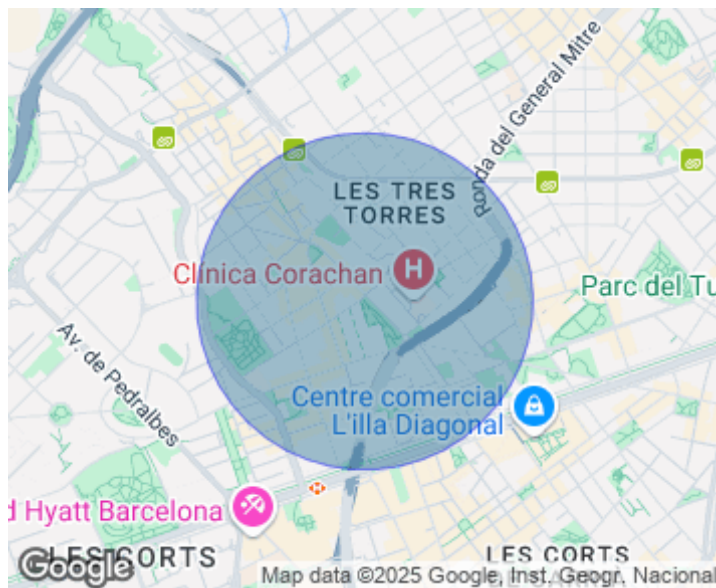 Ronda del General Mitre
LES TRES
TORRES
Clínica Corachan
H
Parc del Tu
Av. de Pedralbes
Centre comercial
L'illa Diagonal
d Hyatt Barcelona
LES CORTS
LES CORTS
Google
Map data ©2025 Google, Inst. Geogr. Nacional